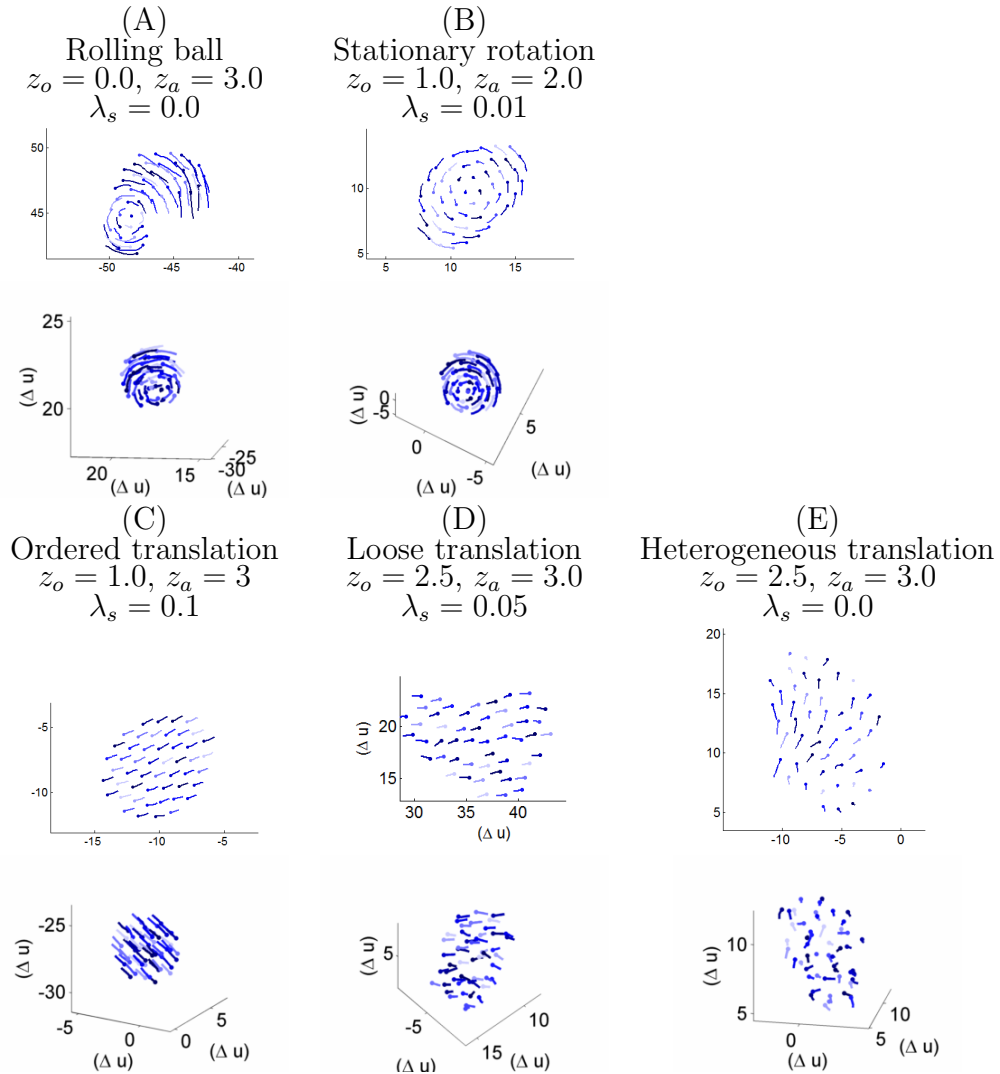 (A)
Rolling ball
z_o = 0.0, z_a = 3.0
λ_s = 0.0
50
45
-50
-45
-40
25
20
(Δ u)
20
15
-25
-30
(Δ u)
(Δ u)
(B)
Stationary rotation
z_o = 1.0, z_a = 2.0
λ_s = 0.01
10
5
5
10
15
0
-5
(Δ u)
0
-5
5
(Δ u)
(Δ u)
(C)
Ordered translation
z_o = 1.0, z_a = 3
λ_s = 0.1
-5
-10
-15
-10
-5
-25
-30
(Δ u)
-5
0
0
5
(Δ u)
(Δ u)
(D)
Loose translation
z_o = 2.5, z_a = 3.0
λ_s = 0.05
20
15
(Δ u)
30
35
40
(Δ u)
5
(Δ u)
-5
15
10
(Δ u)
(Δ u)
(E)
Heterogeneous translation
z_o = 2.5, z_a = 3.0
λ_s = 0.0
20
15
10
5
-10
-5
0
10
5
(Δ u)
0
5
10
(Δ u)
(Δ u)